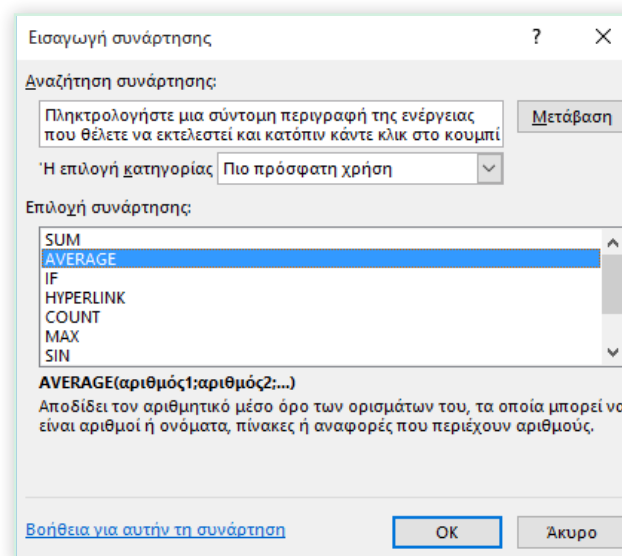 Εισαγωγή συνάρτησης ? ×
Αναζήτηση συνάρτησης:
Πληκτρολογήστε μια σύντομη περιγραφή της ενέργειας
που θέλετε να εκτελεστεί και κατόπιν κάντε κλικ στο κουμπί
Μετάβαση
Ή επιλογή κατηγορίας Πιο πρόσφατη χρήση
Επιλοχή συνάρτησης:
SUM
AVERAGE
IF
HYPERLINK
COUNT
MAX
SIN
AVERAGE(αριθμός1;αριθμός2;...)
Αποδίδει τον αριθμητικό μέσο όρο των ορισμάτων του, τα οποία μπορεί να
είναι αριθμοί ή ονόματα, πίνακες ή αναφορές που περιέχουν αριθμούς.
Βοήθεια για αυτήν τη συνάρτηση
OK
Άκυρο